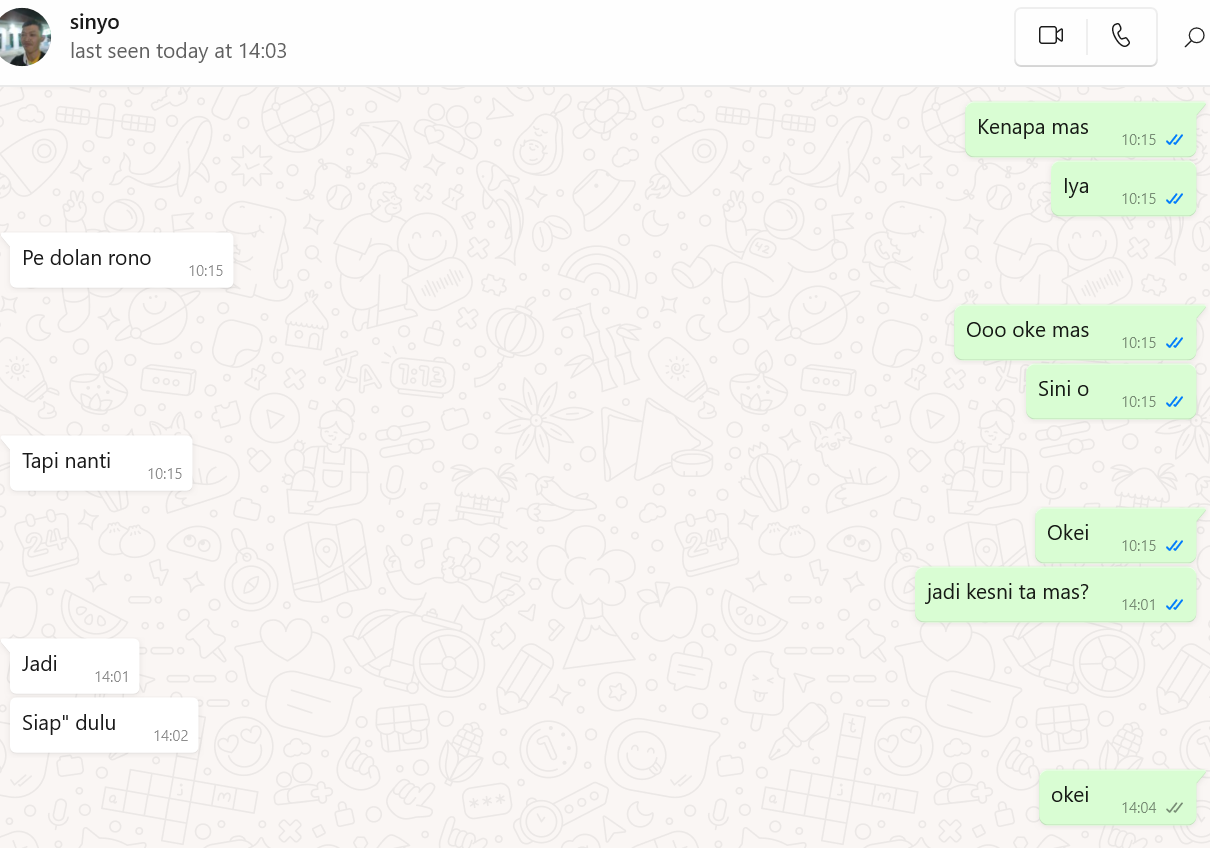 sinyo
last seen today at 14:03
Kenapa mas 10:15
Iya 10:15
Pe dolan rono 10:15
Ooo oke mas 10:15
Sini o 10:15
Tapi nanti 10:15
Okei 10:15
jadi kesni ta mas? 14:01
Jadi 14:01
Siap" dulu 14:02
okei 14:04